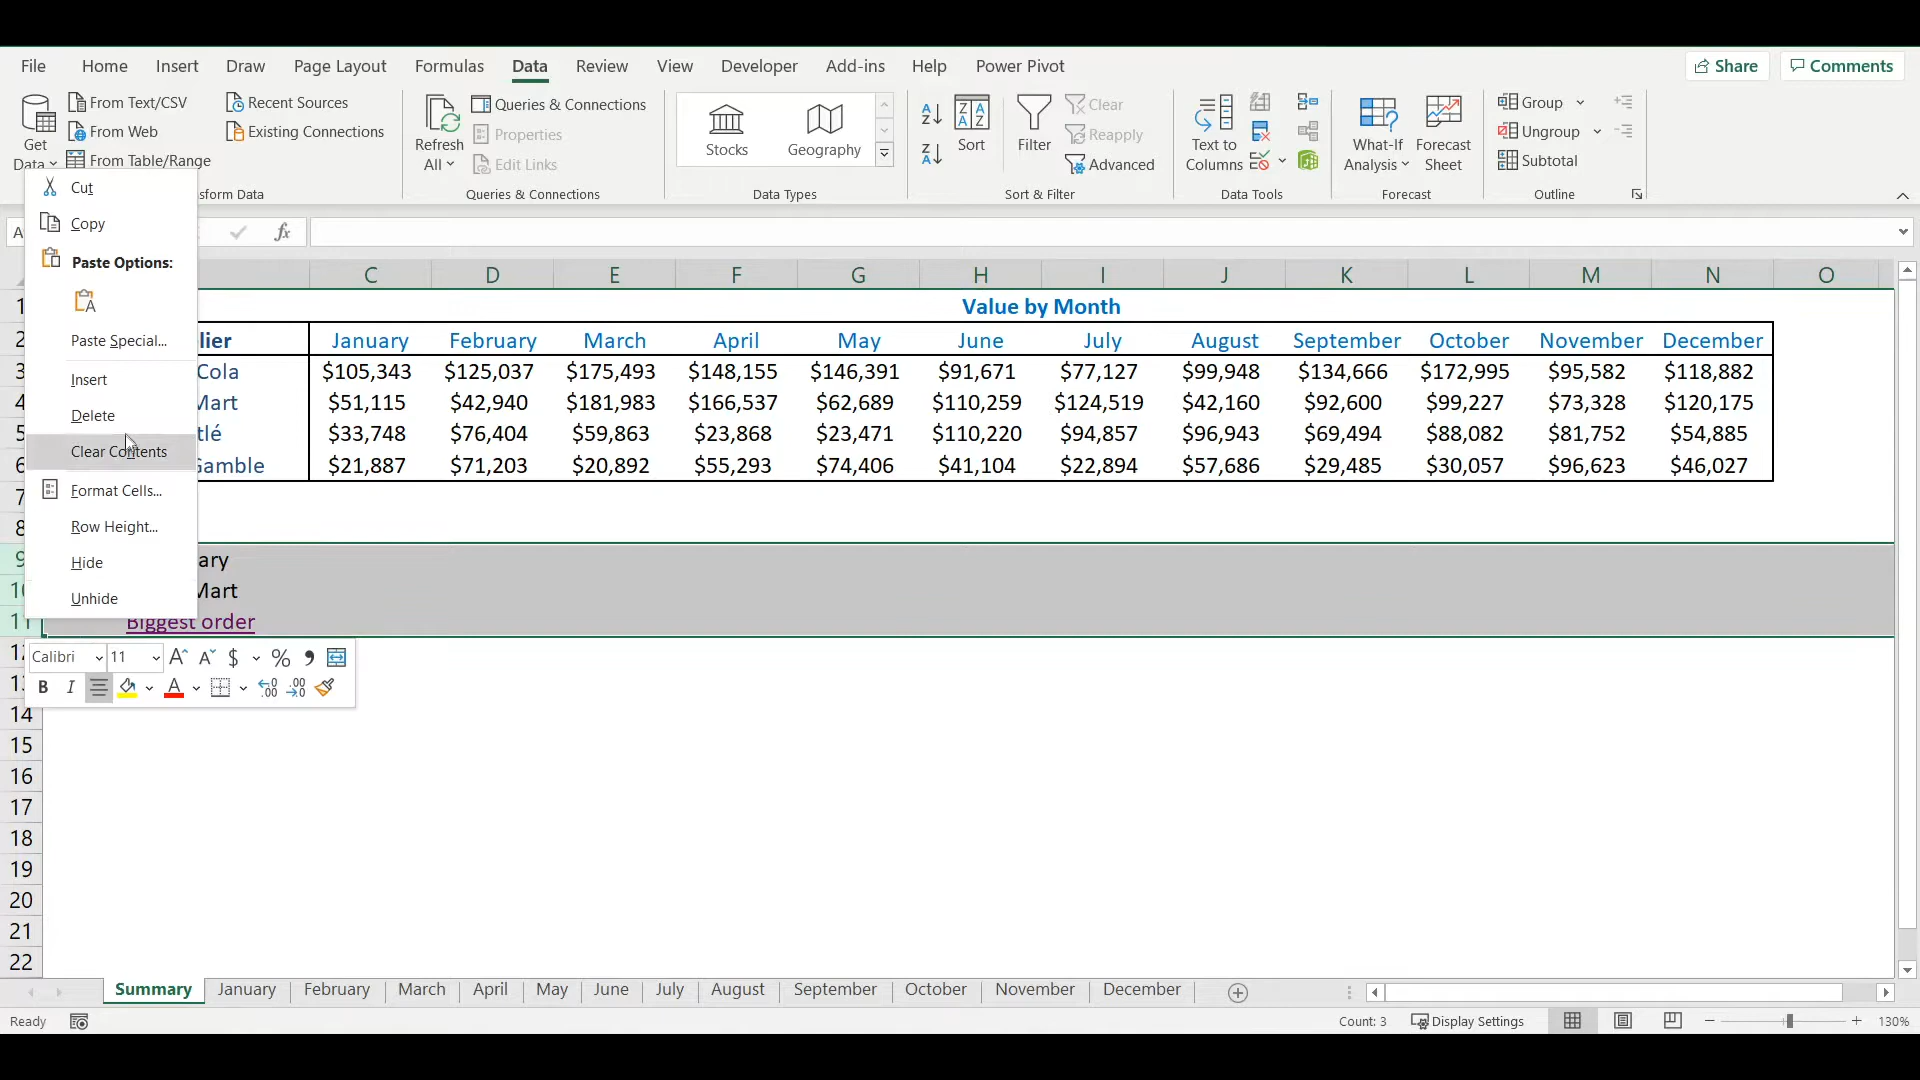 File Home Insert Draw Page Layout Formulas Data Review View Developer Add-ins Help Power Pivot Share Comments
Get
Data
From Text/CSV
From Web
From Table/Range
Recent Sources
Existing Connections
sform Data
Refresh
All
Queries & Connections
Properties
Edit Links
Queries & Connections
Stocks
Geography
Data Types
Sort
Filter
Clear
Reapply
Advanced
Sort & Filter
Text to
Columns
Data Tools
What-If
Analysis
Forecast
Sheet
Forecast
Group
Ungroup
Subtotal
Outline
A
fx
Cut
Copy
Paste Options:
Paste Special...
Insert
Delete
Clear Contents
Format Cells...
Row Height...
Hide
Unhide
Calibri 11 $ % ,
B I A
C D E F G H I J K L M N O
1 Value by Month
2 lier January February March April May June July August September October November December
3 Cola $105,343 $125,037 $175,493 $148,155 $146,391 $91,671 $77,127 $99,948 $134,666 $172,995 $95,582 $118,882
4 Mart $51,115 $42,940 $181,983 $166,537 $62,689 $110,259 $124,519 $42,160 $92,600 $99,227 $73,328 $120,175
5 tlé $33,748 $76,404 $59,863 $23,868 $23,471 $110,220 $94,857 $96,943 $69,494 $88,082 $81,752 $54,885
6 Gamble $21,887 $71,203 $20,892 $55,293 $74,406 $41,104 $22,894 $57,686 $29,485 $30,057 $96,623 $46,027
7
8
9 ary
10 Mart
11 Biggest order
12
13
14
15
16
17
18
19
20
21
22
Summary January February March April May June July August September October November December
Ready Count: 3 Display Settings 130%